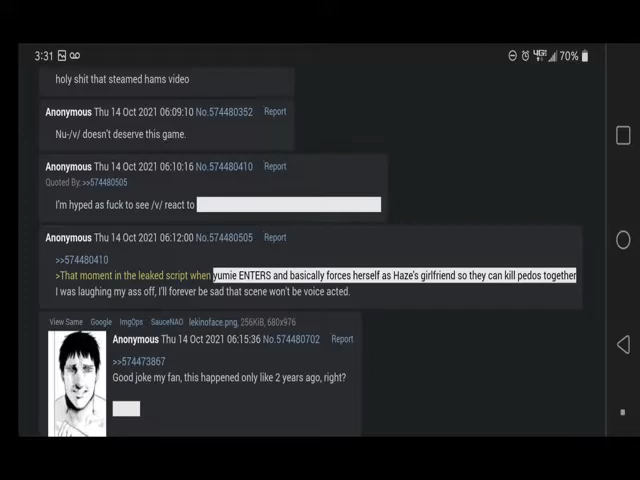 3:31
4GE
70%
holy shit that steamed hams video
Anonymous Thu 14 Oct 2021 06:09:10 No.574480352 Report
Nu-/v/ doesn't deserve this game.
Anonymous Thu 14 Oct 2021 06:10:16 No.574480410 Report
Quoted By: >>574480505
I'm hyped as fuck to see /v/ react to
Anonymous Thu 14 Oct 2021 06:12:00 No.574480505 Report
>>574480410
>That moment in the leaked script when yumie ENTERS and basically forces herself as Haze's girlfriend so they can kill pedos together
I was laughing my ass off, I'll forever be sad that scene won't be voice acted.
View Same Google ImgOps SauceNAO lekinoface.png, 256KiB, 680x976
Anonymous Thu 14 Oct 2021 06:15:36 No.574480702 Report
>>574473867
Good joke my fan, this happened only like 2 years ago, right?